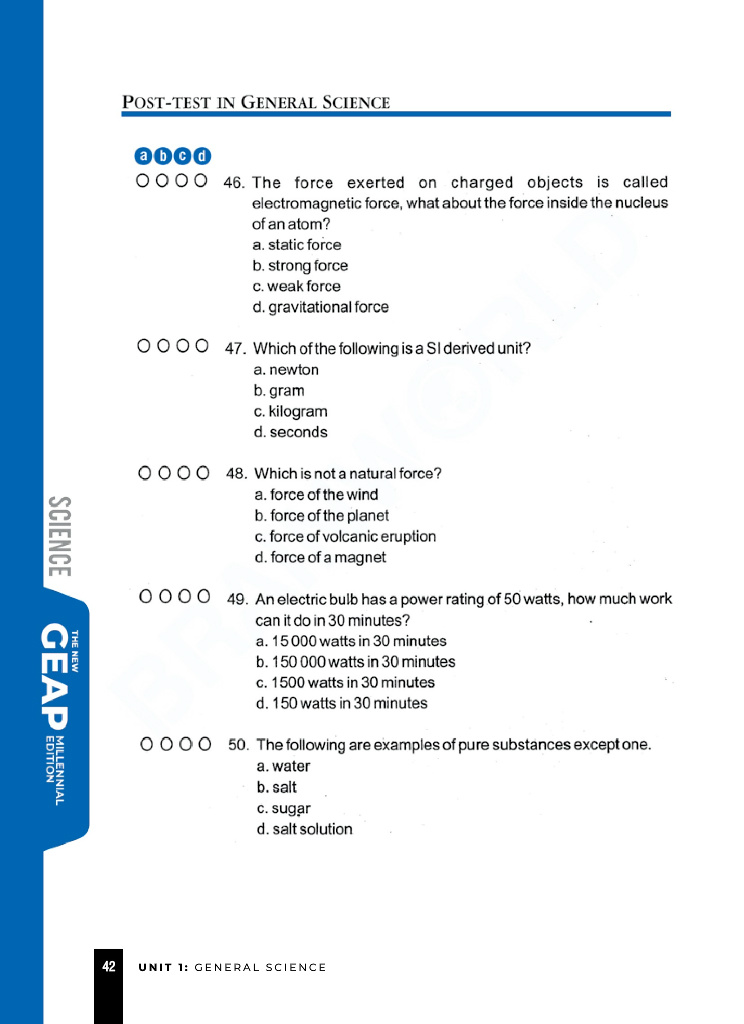 POST-TEST IN GENERAL SCIENCE
a b c d
46. The force exerted on charged objects is called
electromagnetic force, what about the force inside the nucleus
of an atom?
a. static force
b. strong force
c. weak force
d. gravitational force
47. Which of the following is a SI derived unit?
a. newton
b. gram
c. kilogram
d. seconds
48. Which is not a natural force?
a. force of the wind
b. force of the planet
c. force of volcanic eruption
d. force of a magnet
49. An electric bulb has a power rating of 50 watts, how much work
can it do in 30 minutes?
a. 15 000 watts in 30 minutes
b. 150 000 watts in 30 minutes
c. 1500 watts in 30 minutes
d. 150 watts in 30 minutes
50. The following are examples of pure substances except one.
a. water
b. salt
c. sugar
d. salt solution
SCIENCE
THE NEW
GEAP
MILLENNIAL
EDITION
42 UNIT 1: GENERAL SCIENCE